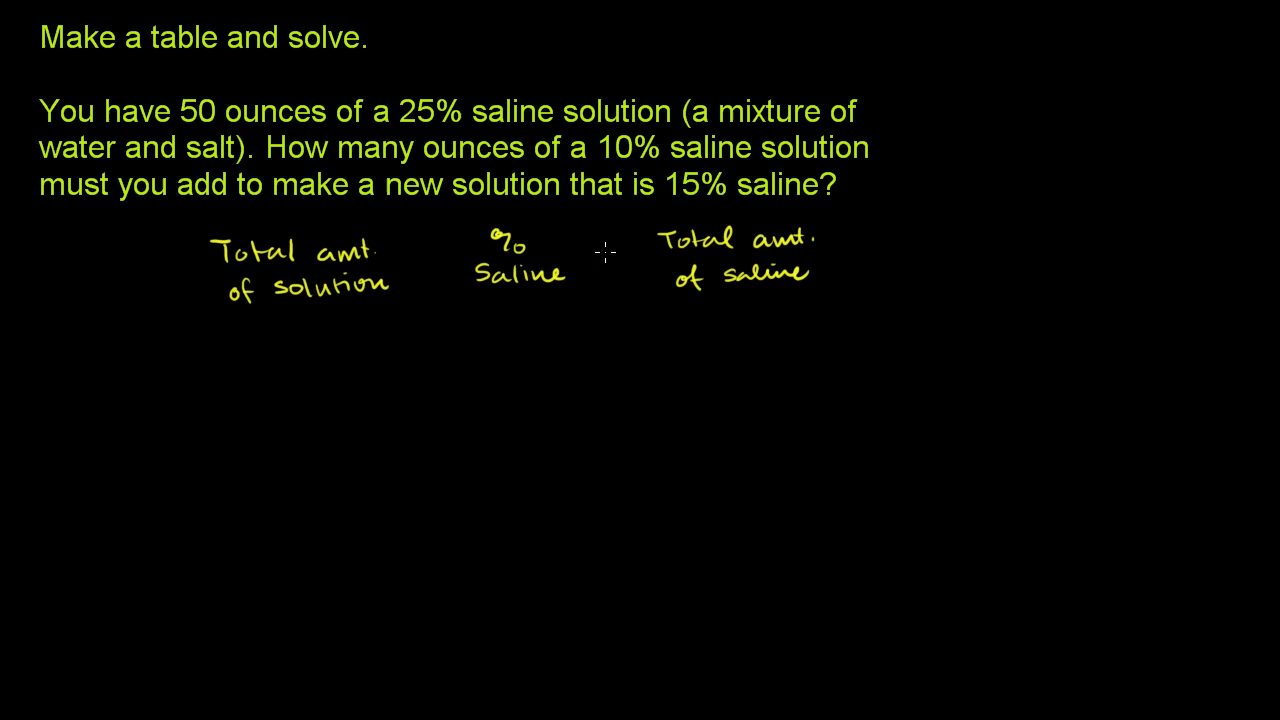 Make a table and solve.
You have 50 ounces of a 25% saline solution (a mixture of
water and salt). How many ounces of a 10% saline solution
must you add to make a new solution that is 15% saline?
Total amt. % Total amt.
of solution Saline of saline